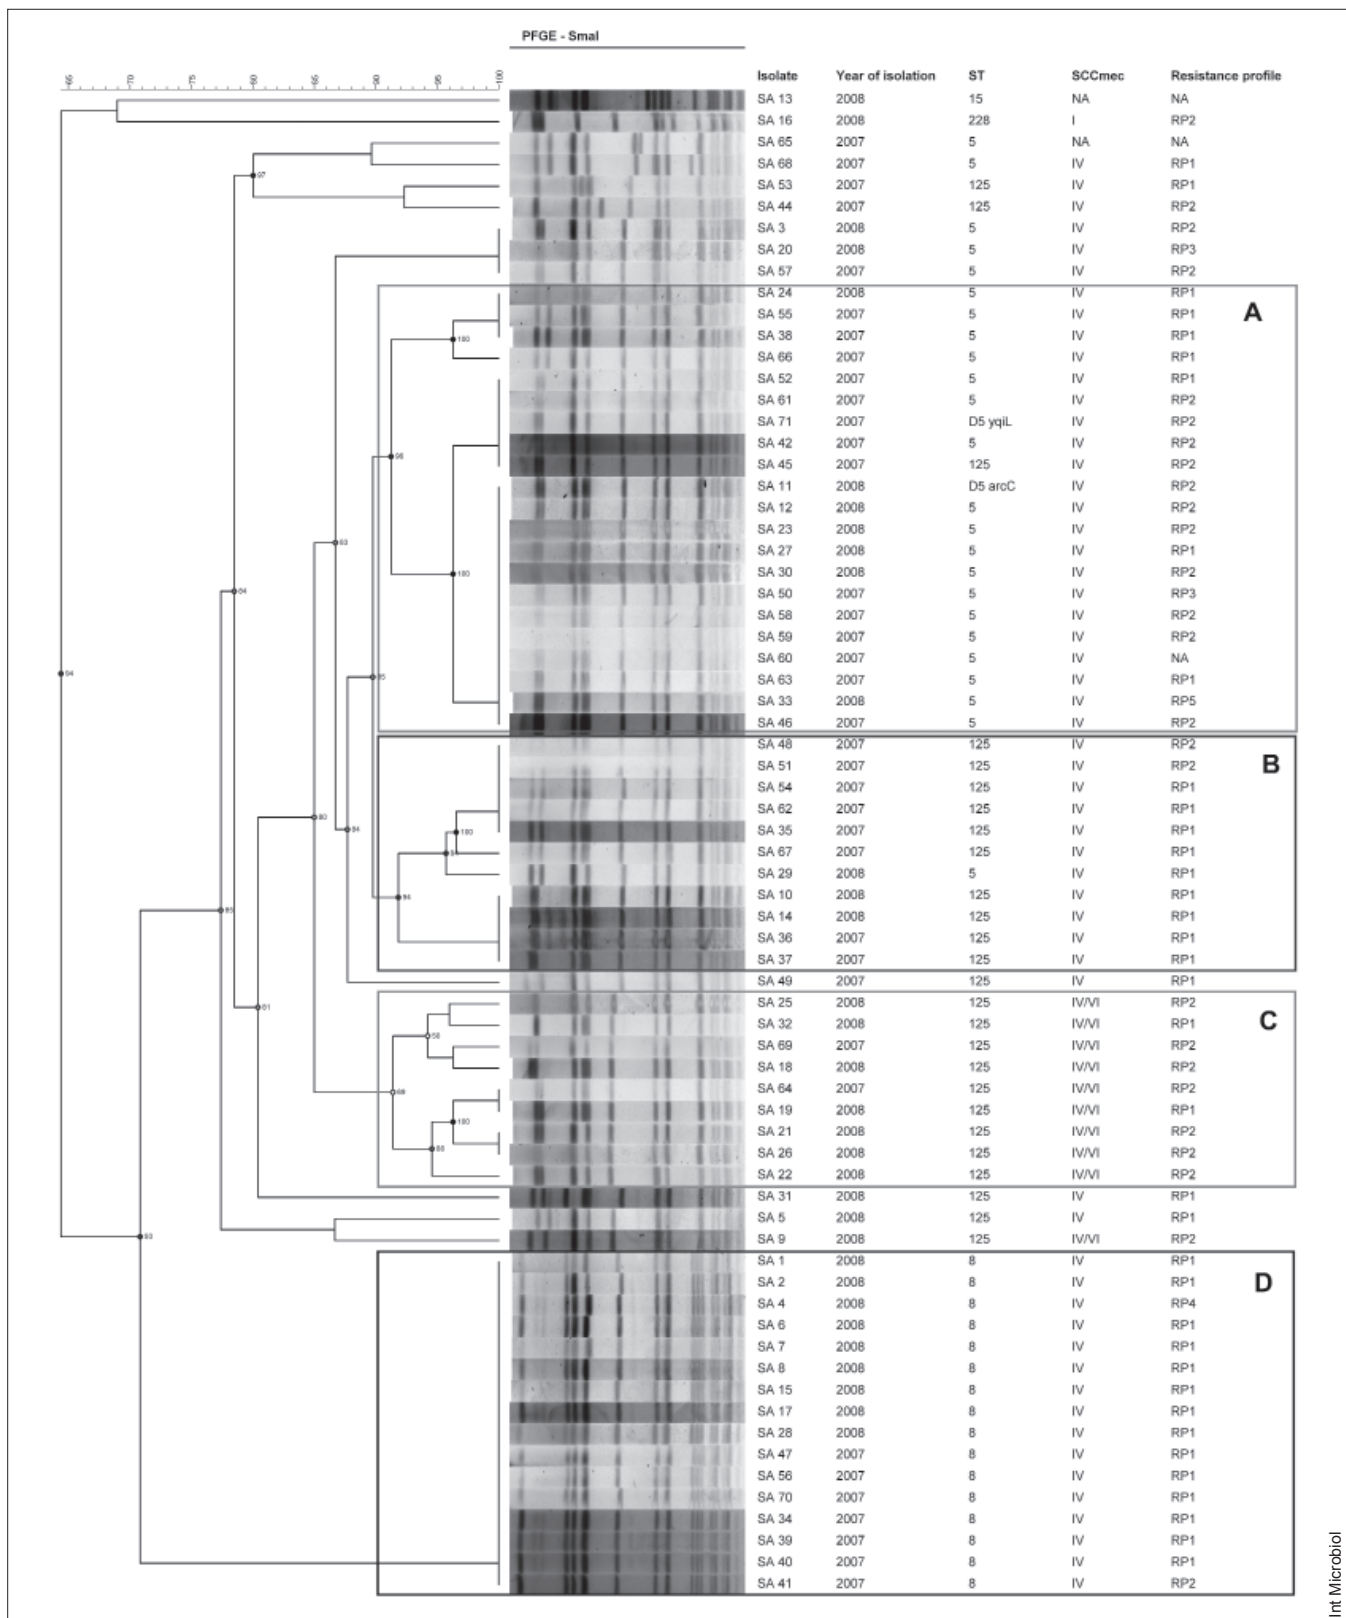 PFGE - SmaI
65 70 75 80 85 90 95 100
Isolate Year of isolation ST SCCmec Resistance profile
SA 13 2008 15 NA NA
SA 16 2008 228 I RP2
SA 65 2007 5 NA NA
SA 68 2007 5 IV RP1
SA 53 2007 125 IV RP1
SA 44 2007 125 IV RP2
SA 3 2008 5 IV RP2
SA 20 2008 5 IV RP3
SA 57 2007 5 IV RP2
SA 24 2008 5 IV RP1
A
SA 55 2007 5 IV RP1
SA 38 2007 5 IV RP1
SA 66 2007 5 IV RP1
SA 52 2007 5 IV RP1
SA 61 2007 5 IV RP2
SA 71 2007 D5 yqiL IV RP2
SA 42 2007 5 IV RP2
SA 45 2007 125 IV RP2
SA 11 2008 D5 arcC IV RP2
SA 12 2008 5 IV RP2
SA 23 2008 5 IV RP2
SA 27 2008 5 IV RP1
SA 30 2008 5 IV RP2
SA 50 2007 5 IV RP3
SA 58 2007 5 IV RP2
SA 59 2007 5 IV RP2
SA 60 2007 5 IV NA
SA 63 2007 5 IV RP1
SA 33 2008 5 IV RP5
SA 46 2007 5 IV RP2
SA 48 2007 125 IV RP2
SA 51 2007 125 IV RP2
B
SA 54 2007 125 IV RP1
SA 62 2007 125 IV RP1
SA 35 2007 125 IV RP1
SA 67 2007 125 IV RP1
SA 29 2008 5 IV RP1
SA 10 2008 125 IV RP1
SA 14 2008 125 IV RP1
SA 36 2007 125 IV RP1
SA 37 2007 125 IV RP1
SA 49 2007 125 IV RP1
SA 25 2008 125 IV/VI RP2
SA 32 2008 125 IV/VI RP1
C
SA 69 2007 125 IV/VI RP2
SA 18 2008 125 IV/VI RP2
SA 64 2007 125 IV/VI RP2
SA 19 2008 125 IV/VI RP1
SA 21 2008 125 IV/VI RP2
SA 26 2008 125 IV/VI RP2
SA 22 2008 125 IV/VI RP2
SA 31 2008 125 IV RP1
SA 5 2008 125 IV RP1
SA 9 2008 125 IV/VI RP2
SA 1 2008 8 IV RP1
SA 2 2008 8 IV RP1
D
SA 4 2008 8 IV RP4
SA 6 2008 8 IV RP1
SA 7 2008 8 IV RP1
SA 8 2008 8 IV RP1
SA 15 2008 8 IV RP1
SA 17 2008 8 IV RP1
SA 28 2008 8 IV RP1
SA 47 2007 8 IV RP1
SA 56 2007 8 IV RP1
SA 70 2007 8 IV RP1
SA 34 2007 8 IV RP1
SA 39 2007 8 IV RP1
SA 40 2007 8 IV RP1
SA 41 2007 8 IV RP2
Int Microbiol